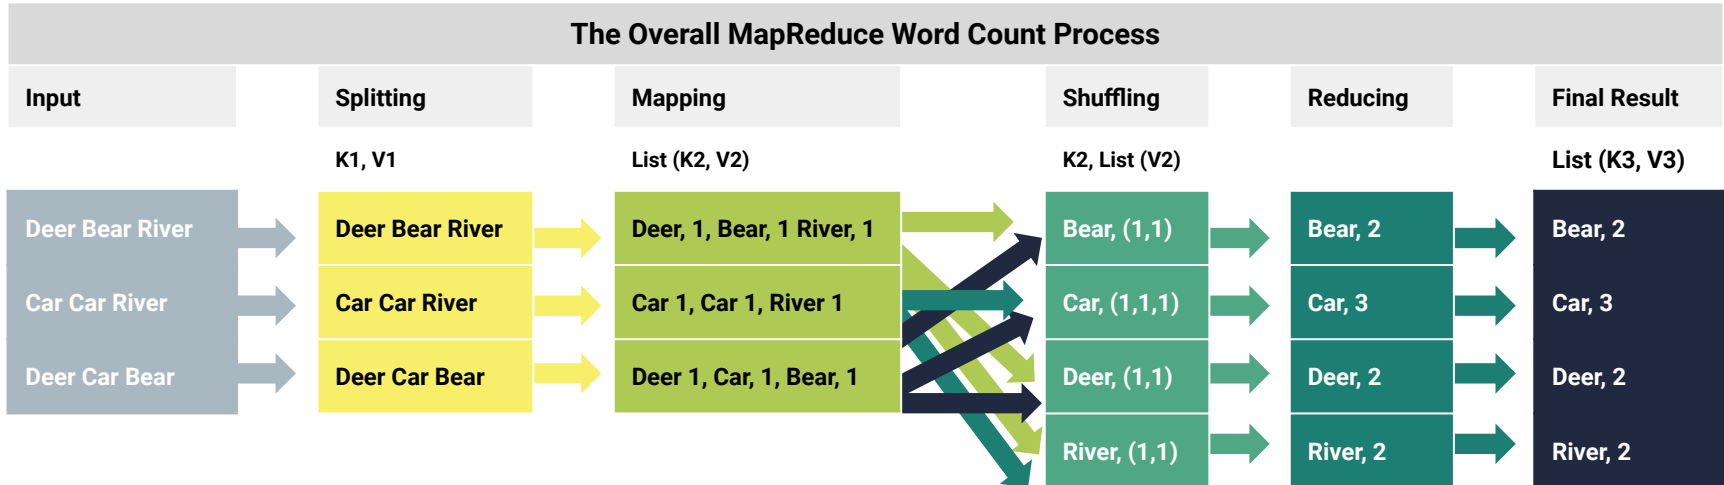 The Overall MapReduce Word Count Process
Input
Splitting
Mapping
Shuffling
Reducing
Final Result
K1, V1
List (K2, V2)
K2, List (V2)
List (K3, V3)
Deer Bear River
Deer Bear River
Deer, 1, Bear, 1 River, 1
Bear, (1,1)
Bear, 2
Bear, 2
Car Car River
Car Car River
Car 1, Car 1, River 1
Car, (1,1,1)
Car, 3
Car, 3
Deer Car Bear
Deer Car Bear
Deer 1, Car, 1, Bear, 1
Deer, (1,1)
Deer, 2
Deer, 2
River, (1,1)
River, 2
River, 2